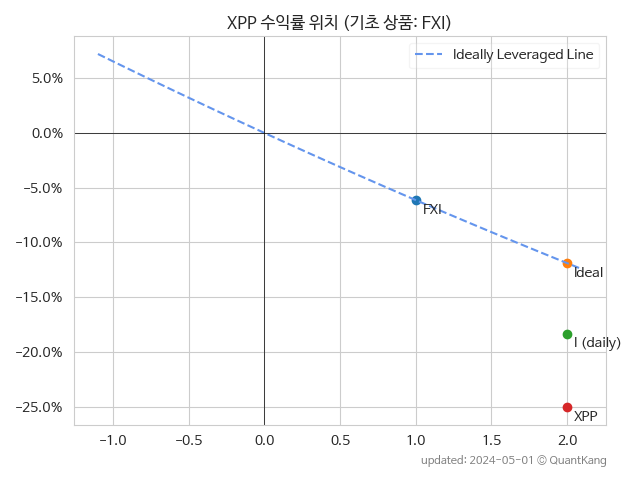 XPP 수익률 위치 (기초 상품: FXI)
Ideally Leveraged Line
5.0%
0.0%
−5.0%
−10.0%
−15.0%
−20.0%
−25.0%
FXI
Ideal
I (daily)
XPP
−1.0 −0.5 0.0 0.5 1.0 1.5 2.0
updated: 2024-05-01 © QuantKang